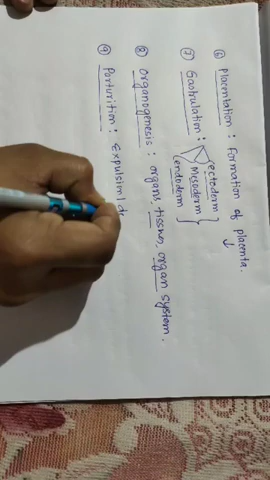 ⑥ Placentation : Formation of placenta.
↓
⑦ Gastrulation : ectoderm
Mesoderm
endoderm
⑧ Organogenesis : organs, tissues, organ system.
⑨ Parturition : Expulsion/de